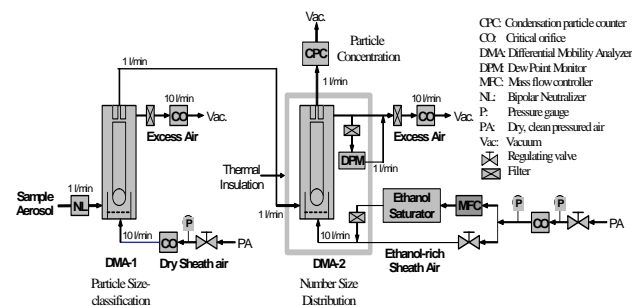 Vac.
CPC
Particle
Concentration
1 l/min
1 l/min
10 l/min
CO
Vac.
Excess Air
10 l/min
CO
Vac.
Excess Air
DPM
1 l/min
Thermal
Insulation
Sample
Aerosol
1 l/min
NL
1 l/min
Ethanol
Saturator
MFC
P
P
P
10 l/min
CO
PA
Dry Sheath air
10 l/min
Ethanol-rich
Sheath Air
CO
PA
DMA-1
DMA-2
Particle Size-
classification
Number Size
Distribution
CPC: Condensation particle counter
CO: Critical orifice
DMA: Differential Mobility Analyzer
DPM: Dew Point Monitor
MFC: Mass flow controller
NL: Bipolar Neutralizer
P: Pressure gauge
PA: Dry, clean pressured air
Vac: Vacuum
Regulating valve
Filter